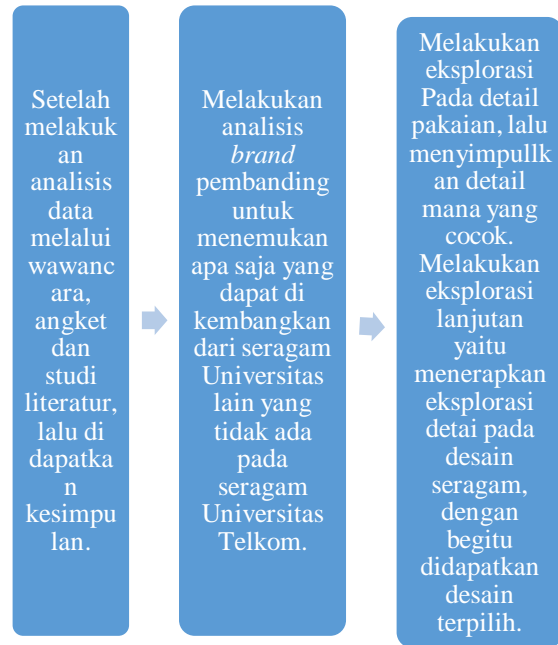 Setelah
melakuk
an
analisis
data
melalui
wawanc
ara,
angket
dan
studi
literatur,
lalu di
dapatka
n
kesimpu
lan.
Melakukan
analisis
brand
pembanding
untuk
menemukan
apa saja yang
dapat di
kembangkan
dari seragam
Universitas
lain yang
tidak ada
pada
seragam
Universitas
Telkom.
Melakukan
eksplorasi
Pada detail
pakaian, lalu
menyimpullk
an detail
mana yang
cocok.
Melakukan
eksplorasi
lanjutan
yaitu
menerapkan
eksplorasi
detai pada
desain
seragam,
dengan
begitu
didapatkan
desain
terpilih.